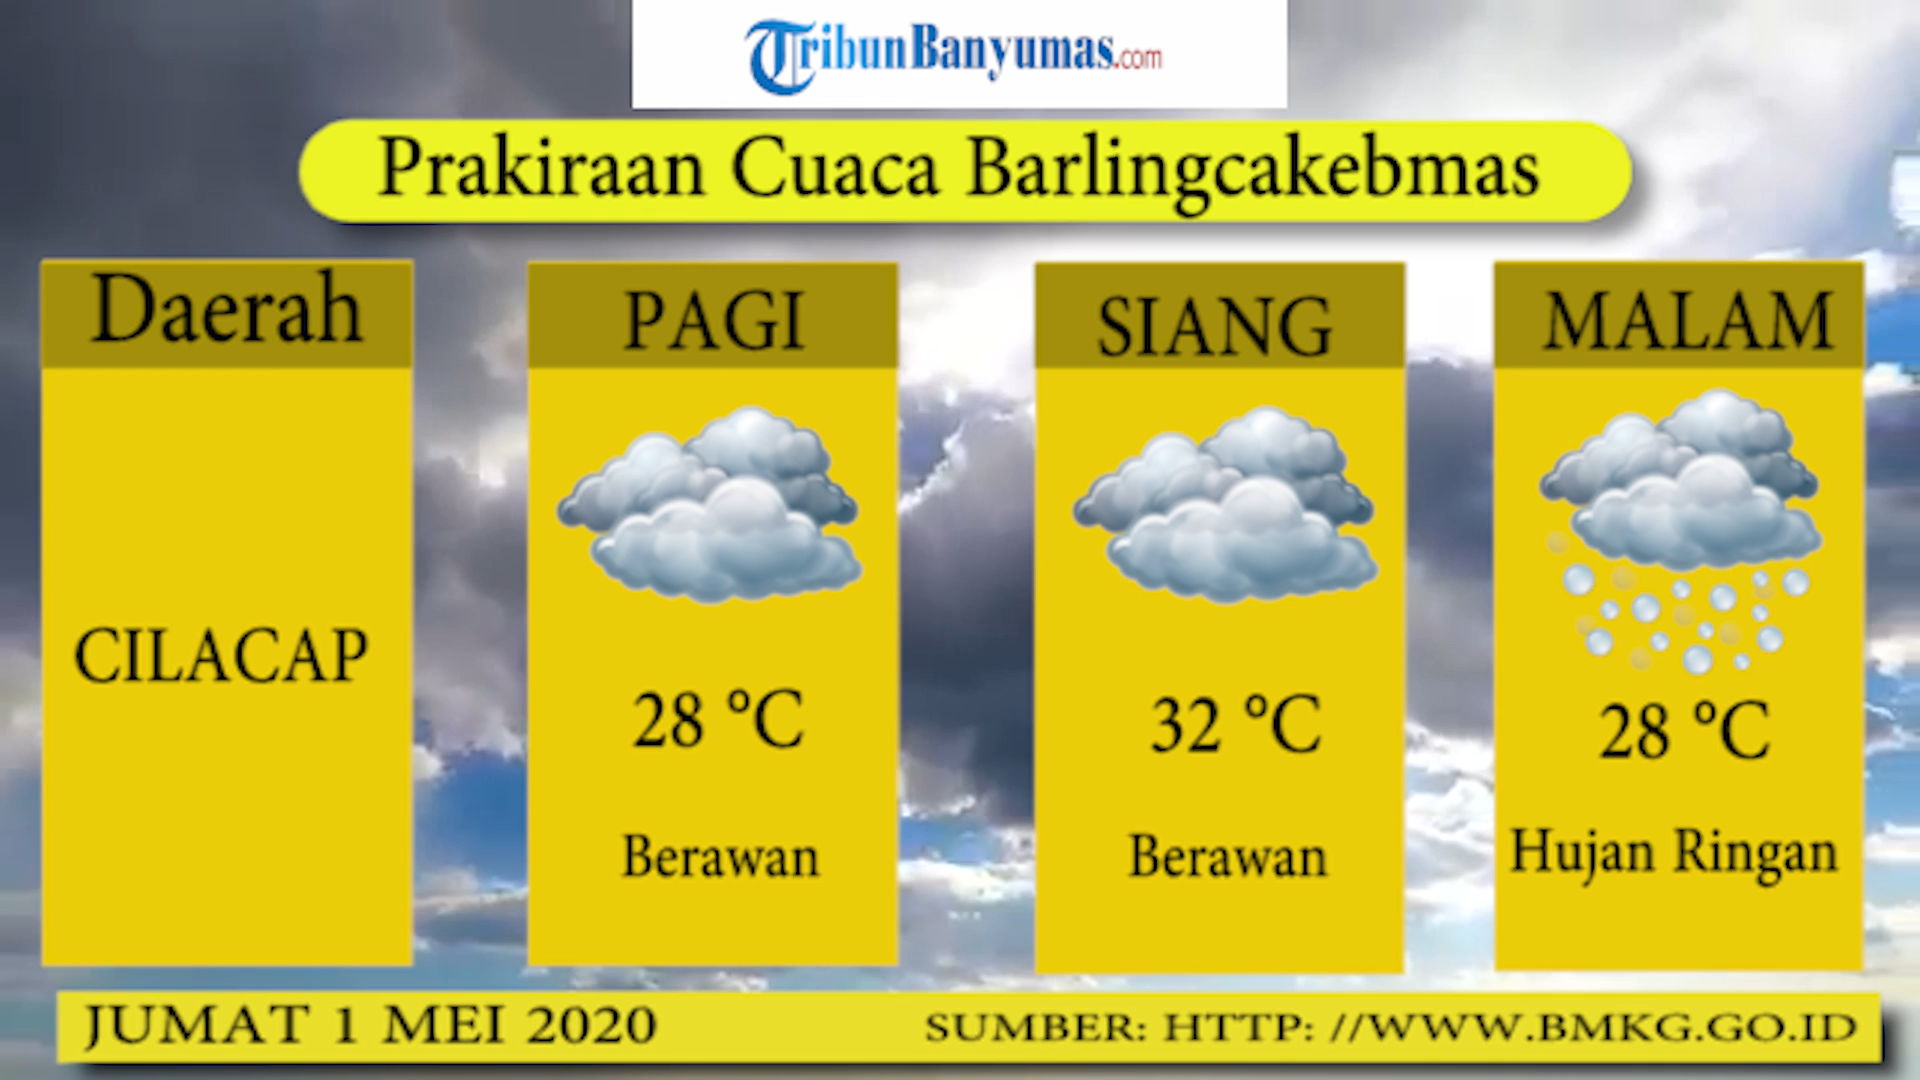 TribunBanyumas.com
Prakiraan Cuaca Barlingcakebmas
Daerah
CILACAP
PAGI
28 °C
Berawan
SIANG
32 °C
Berawan
MALAM
28 °C
Hujan Ringan
JUMAT 1 MEI 2020
SUMBER: HTTP: //WWW.BMKG.GO.ID